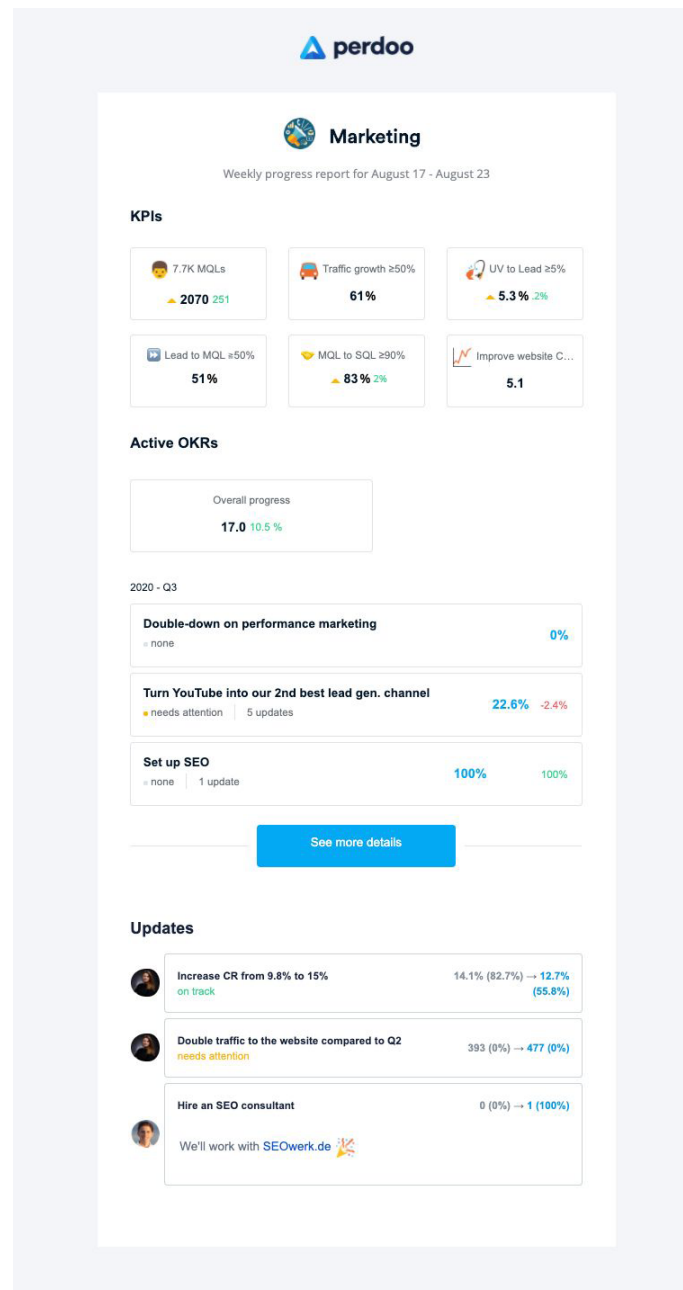 perdoo
Marketing
Weekly progress report for August 17 - August 23
KPIs
7.7K MQLs
2070 251
Traffic growth ≥50%
61%
UV to Lead ≥5%
5.3% .2%
Lead to MQL ≥50%
51%
MQL to SQL ≥90%
83% 2%
Improve website C...
5.1
Active OKRs
Overall progress
17.0 10.5 %
2020 - Q3
Double-down on performance marketing
none
0%
Turn YouTube into our 2nd best lead gen. channel
needs attention 5 updates
22.6% -2.4%
Set up SEO
none 1 update
100% 100%
See more details
Updates
Increase CR from 9.8% to 15%
on track
14.1% (82.7%) → 12.7%
(55.8%)
Double traffic to the website compared to Q2
needs attention
393 (0%) → 477 (0%)
Hire an SEO consultant
0 (0%) → 1 (100%)
We'll work with SEOwerk.de